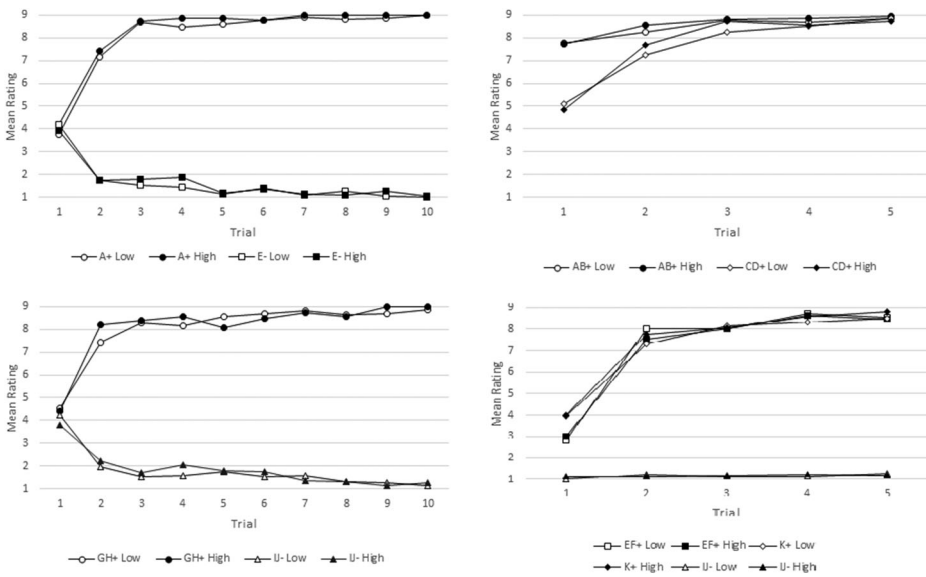 Mean Rating
9
8
7
6
5
4
3
2
1
1 2 3 4 5 6 7 8 9 10
Trial
A+ Low A+ High E- Low E- High
Mean Rating
9
8
7
6
5
4
3
2
1
1 2 3 4 5
Trial
AB+ Low AB+ High CD+ Low CD+ High
Mean Rating
9
8
7
6
5
4
3
2
1
1 2 3 4 5 6 7 8 9 10
Trial
GH+ Low GH+ High IJ- Low IJ- High
Mean Rating
9
8
7
6
5
4
3
2
1
1 2 3 4 5
Trial
EF+ Low EF+ High K+ Low
K+ High IJ- Low IJ- High